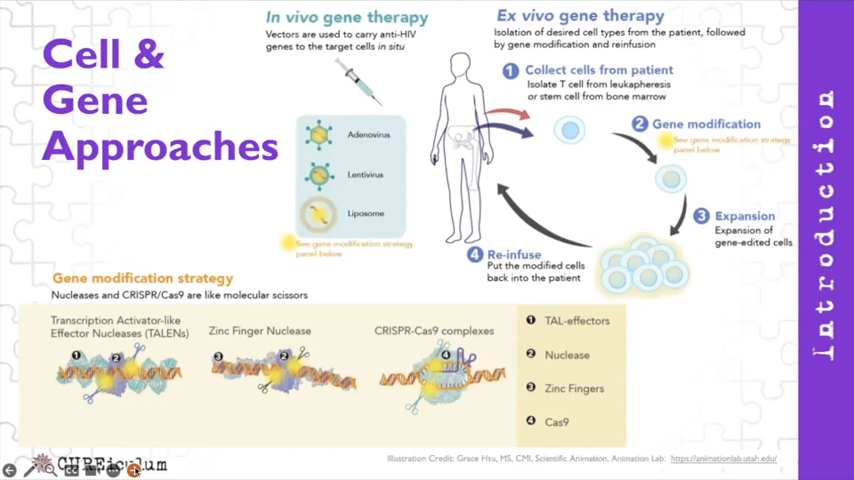 Cell &
Gene
Approaches
In vivo gene therapy
Vectors are used to carry anti-HIV
genes to the target cells in situ
Adenovirus
Lentivirus
Liposome
See gene modification strategy
panel below
Ex vivo gene therapy
Isolation of desired cell types from the patient, followed
by gene modification and reinfusion
1 Collect cells from patient
Isolate T cell from leukapheresis
or stem cell from bone marrow
2 Gene modification
See gene modification strategy
panel below
3 Expansion
Expansion of
gene-edited cells
4 Re-infuse
Put the modified cells
back into the patient
Gene modification strategy
Nucleases and CRISPR/Cas9 are like molecular scissors
Transcription Activator-like
Effector Nucleases (TALENs)
1 2
Zinc Finger Nuclease
3 2
CRISPR-Cas9 complexes
4
1 TAL-effectors
2 Nuclease
3 Zinc Fingers
4 Cas9
Introduction
CUREiculum
Illustration Credit: Grace Hsu, MS, CMI, Scientific Animation, Animation Lab: https://animationlab.utah.edu/